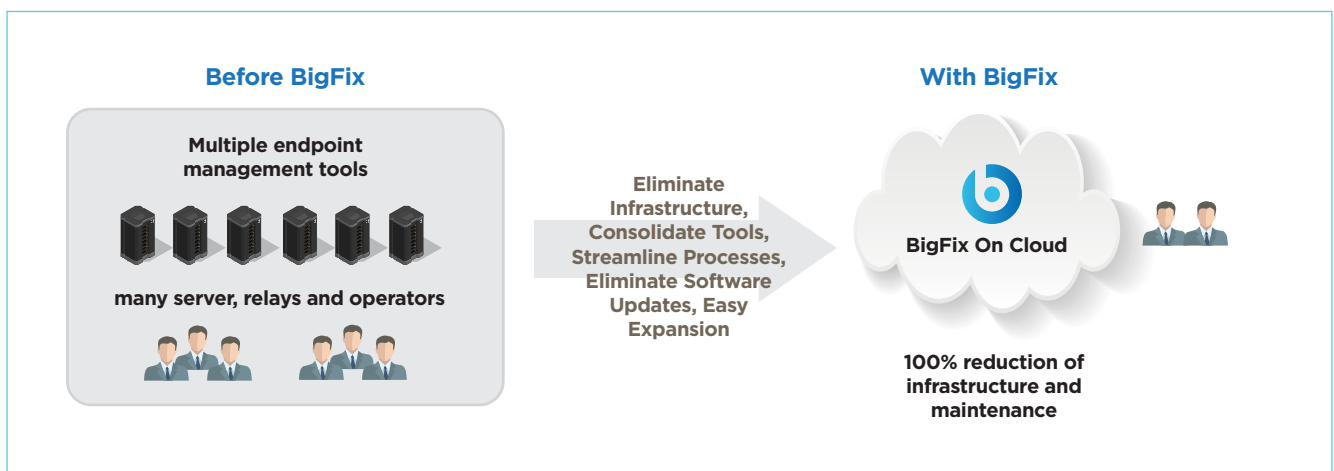 Before BigFix
Multiple endpoint
management tools
many server, relays and operators
Eliminate
Infrastructure,
Consolidate Tools,
Streamline Processes,
Eliminate Software
Updates, Easy
Expansion
With BigFix
BigFix On Cloud
100% reduction of
infrastructure and
maintenance